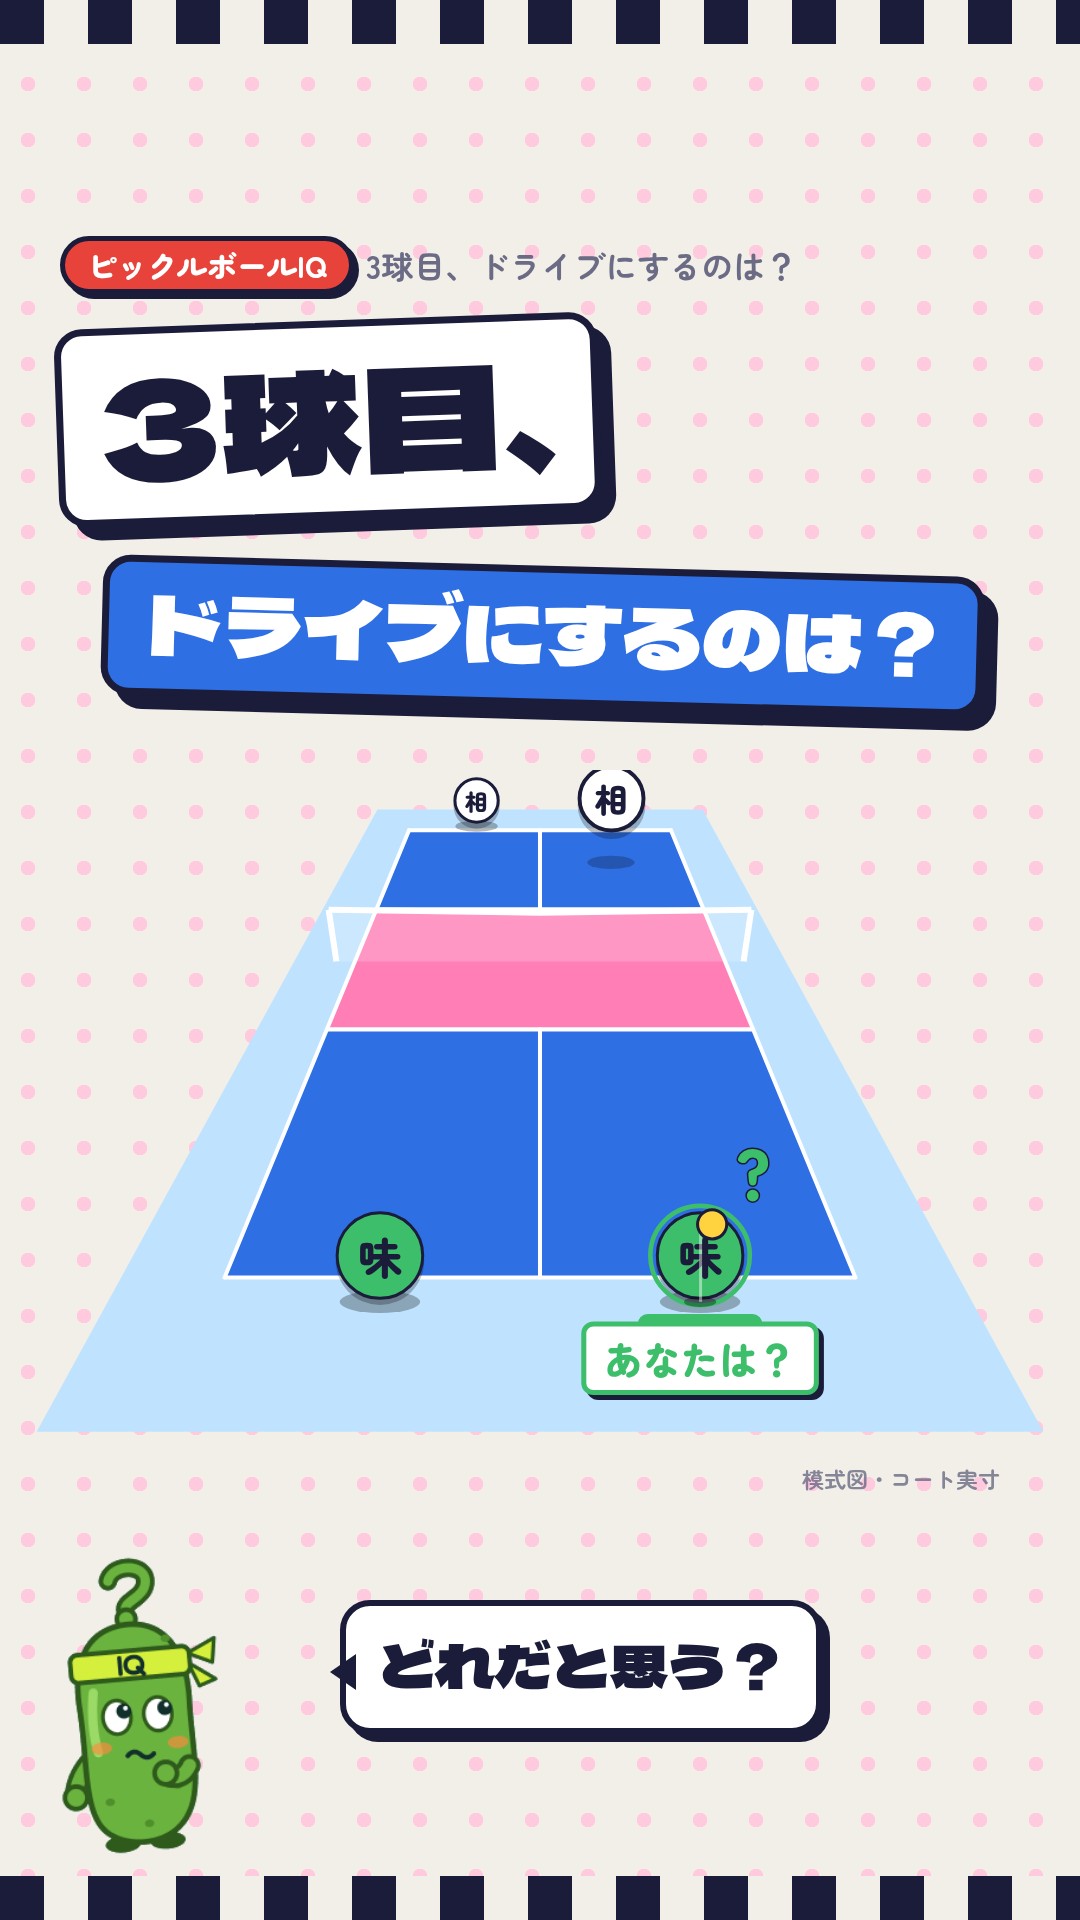 ピックルボールIQ 3球目、ドライブにするのは？
3球目、
ドライブにするのは？
相 相
?
味 味
あなたは？
模式図・コート実寸
IQ
どれだと思う？